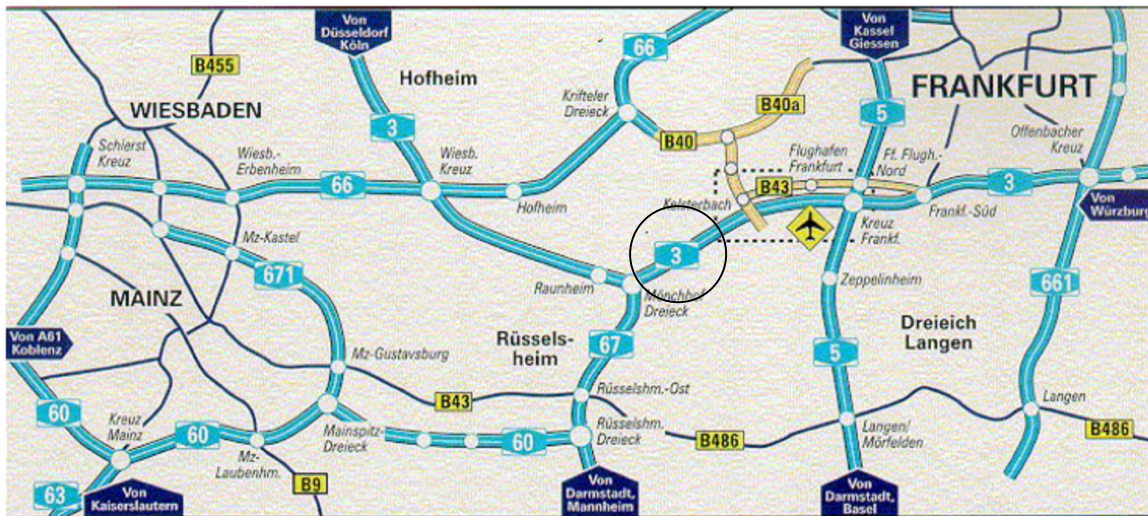 Von
Düsseldorf
Köln
Von
Kassel
Giessen
66
B455
Hofheim
FRANKFURT
WIESBADEN
Krifteler
Dreieck
B40a
3
5
B40
Offenbacher
Kreuz
Schierst
Kreuz
Wiesb.-
Erbenheim
Wiesb.
Kreuz
Flughafen
Frankfurt
Ff. Flugh.-
Nord
66
B43
3
Hofheim
Kelsterbach
Frankf.-Süd
Von
Würzburg
Mz-Kastel
Kreuz
Frankf.
3
671
Raunheim
Mönchhof
Dreieck
Zeppelinheim
661
MAINZ
Von A61
Koblenz
Rüssels-
heim
67
5
Dreieich
Langen
Mz-Gustavsburg
B43
Rüsselshm.-Ost
Langen
60
Kreuz
Mainz
60
Mainspitz-
Dreieck
60
Rüsselshm.
Dreieck
B486
Langen/
Mörfelden
B486
Mz-
Laubenhm.
63
Von
Kaiserslautern
B9
Von
Darmstadt,
Mannheim
Von
Darmstadt,
Basel